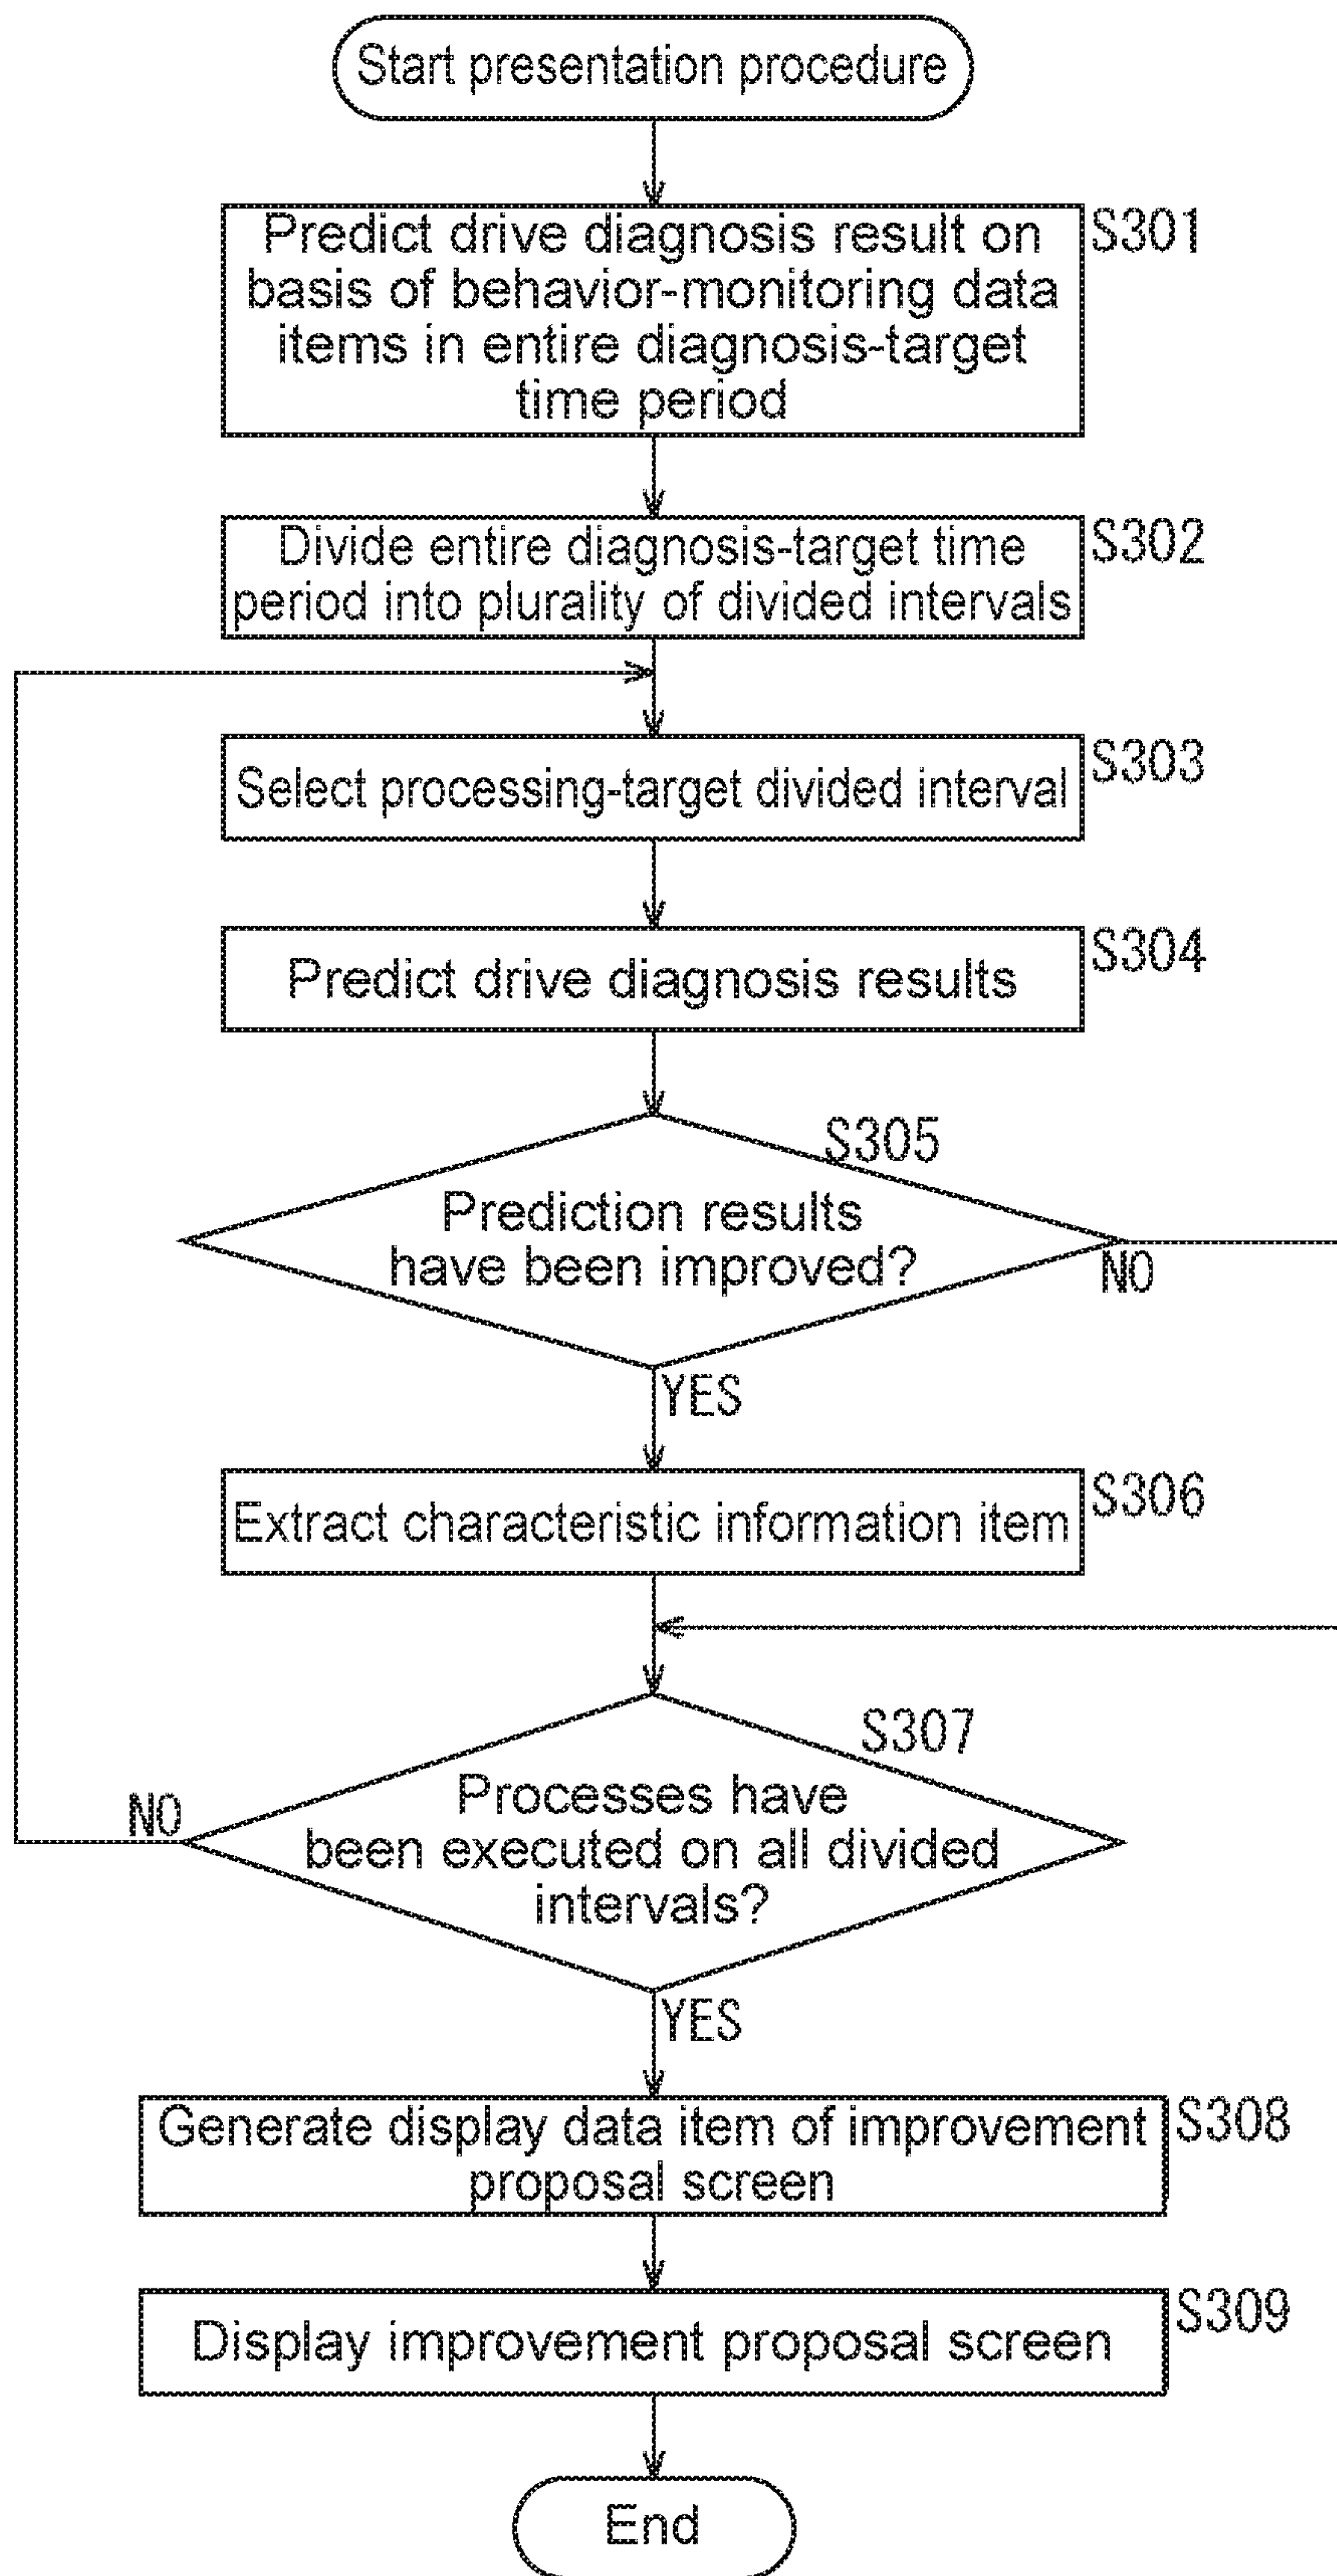 Start presentation procedure
Predict drive diagnosis result on
basis of behavior-monitoring data
items in entire diagnosis-target
time period
S301
Divide entire diagnosis-target time
period into plurality of divided intervals
S302
Select processing-target divided interval
S303
Predict drive diagnosis results
S304
S305
Prediction results
have been improved?
NO
YES
Extract characteristic information item
S306
S307
Processes have
been executed on all divided
intervals?
NO
YES
Generate display data item of improvement
proposal screen
S308
Display improvement proposal screen
S309
End